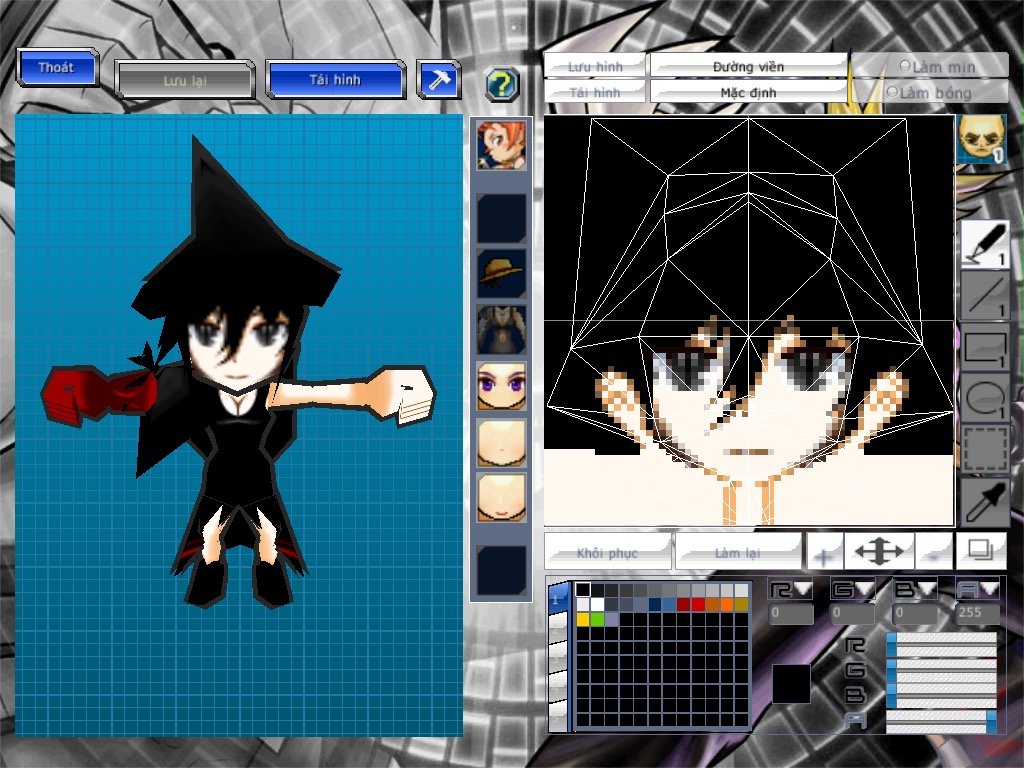 Thoát
Lưu lại
Tải hình
?
Lưu hình
Đường viền
Làm mịn
Tải hình
Mặc định
Làm bóng
1
1
1
1
1
Khôi phục
Làm lại
+
-
1
R
G
B
A
0
0
0
255
R
G
B
A